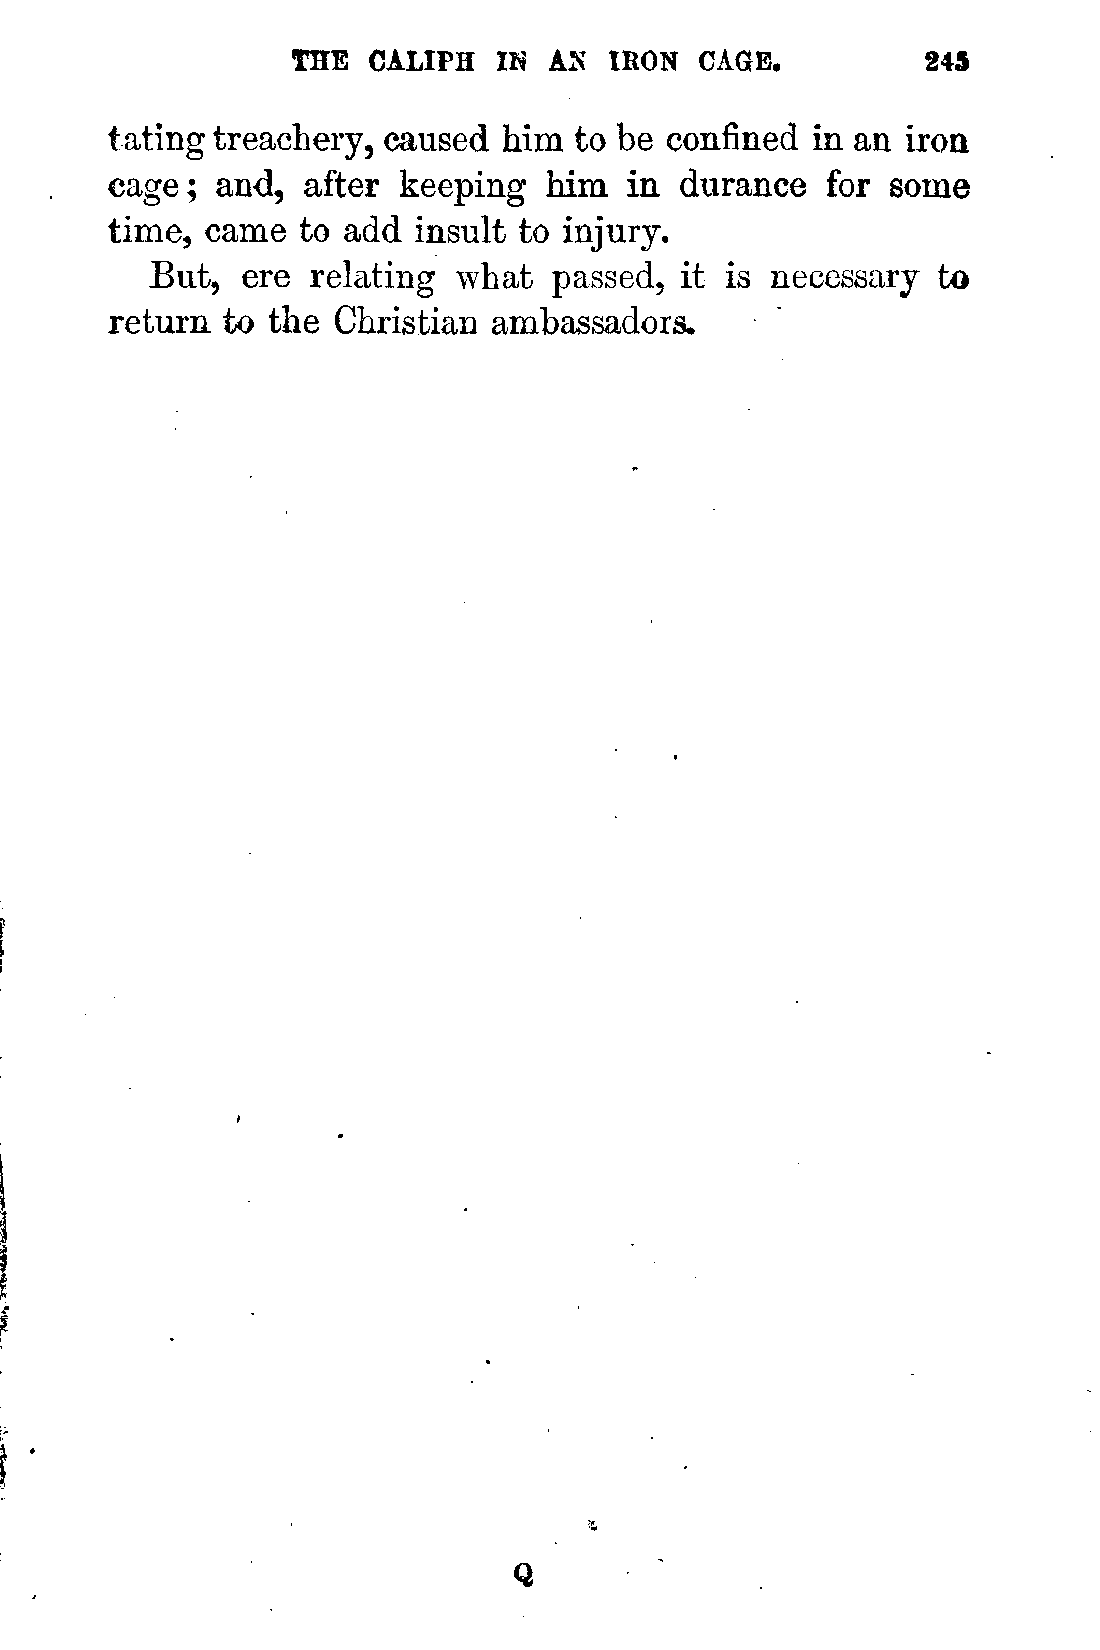 THE CALIPH IN AN IRON CAGE. 245
tating treachery, caused him to be confined in an iron
cage; and, after keeping him in durance for some
time, came to add insult to injury.
But, ere relating what passed, it is necessary to
return to the Christian ambassadors.
Q